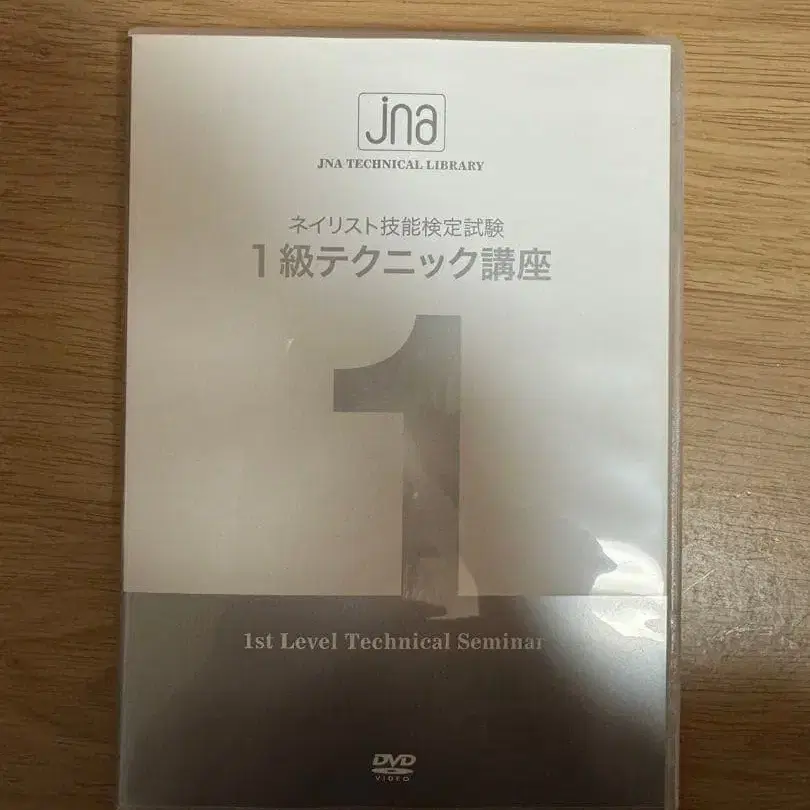 jna
JNA TECHNICAL LIBRARY
ネイリスト技能検定試験
1級テクニック講座
1
1st Level Technical Seminar
DVD
VIDEO